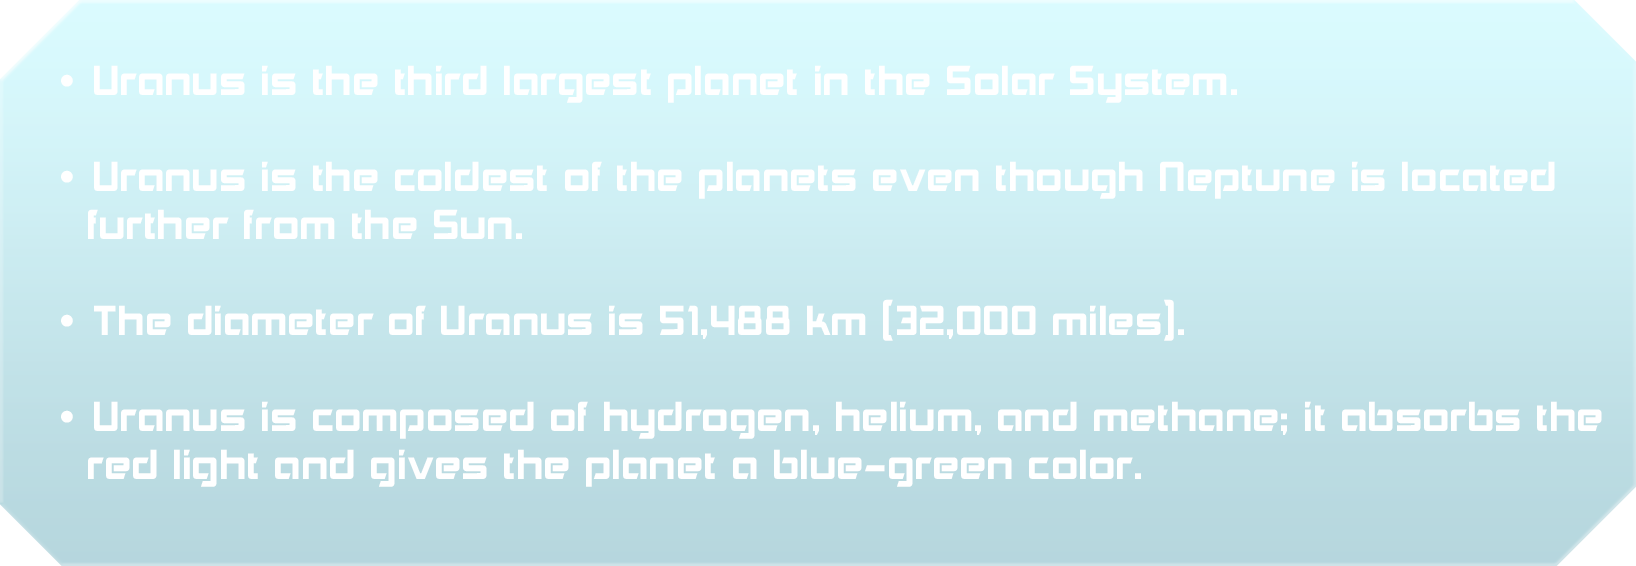 • Uranus is the third largest planet in the Solar System.
• Uranus is the coldest of the planets even though Neptune is located
further from the Sun.
• The diameter of Uranus is 51,488 km (32,000 miles).
• Uranus is composed of hydrogen, helium, and methane; it absorbs the
red light and gives the planet a blue-green color.